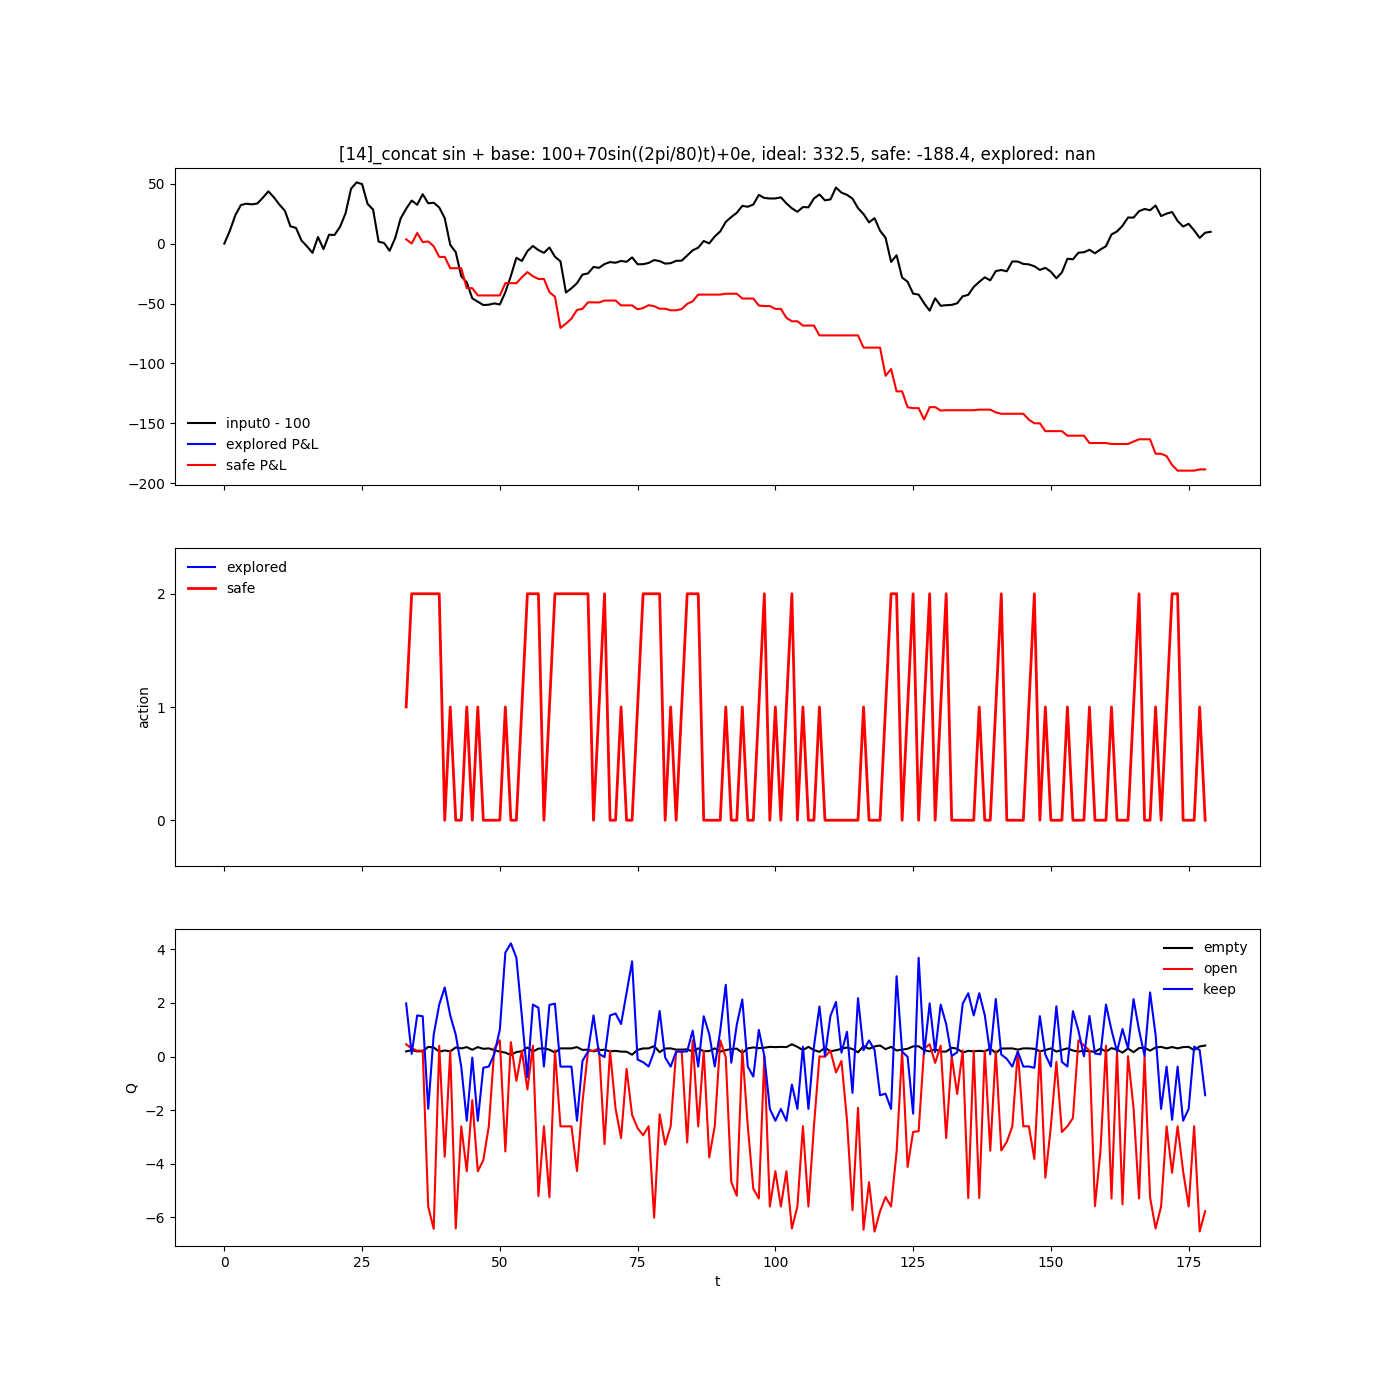 [14]_concat sin + base: 100+70sin((2pi/80)t)+0e, ideal: 332.5, safe: -188.4, explored: nan
50
0
−50
−100
−150
−200
input0 - 100
explored P&L
safe P&L
explored
safe
2
1
0
action
empty
open
keep
4
2
0
−2
−4
−6
Q
0 25 50 75 100 125 150 175
t